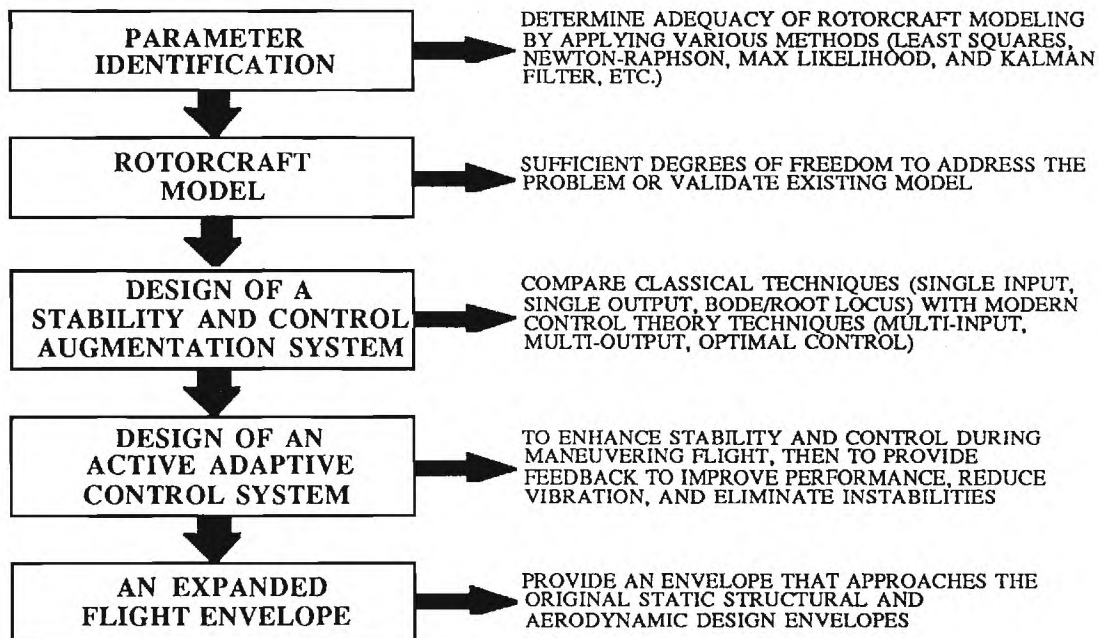 PARAMETER
IDENTIFICATION
DETERMINE ADEQUACY OF ROTORCRAFT MODELING
BY APPLYING VARIOUS METHODS (LEAST SQUARES,
NEWTON-RAPHSON, MAX LIKELIHOOD, AND KALMAN
FILTER, ETC.)
ROTORCRAFT
MODEL
SUFFICIENT DEGREES OF FREEDOM TO ADDRESS THE
PROBLEM OR VALIDATE EXISTING MODEL
DESIGN OF A
STABILITY AND CONTROL
AUGMENTATION SYSTEM
COMPARE CLASSICAL TECHNIQUES (SINGLE INPUT,
SINGLE OUTPUT, BODE/ROOT LOCUS) WITH MODERN
CONTROL THEORY TECHNIQUES (MULTI-INPUT,
MULTI-OUTPUT, OPTIMAL CONTROL)
DESIGN OF AN
ACTIVE ADAPTIVE
CONTROL SYSTEM
TO ENHANCE STABILITY AND CONTROL DURING
MANEUVERING FLIGHT, THEN TO PROVIDE
FEEDBACK TO IMPROVE PERFORMANCE, REDUCE
VIBRATION, AND ELIMINATE INSTABILITIES
AN EXPANDED
FLIGHT ENVELOPE
PROVIDE AN ENVELOPE THAT APPROACHES THE
ORIGINAL STATIC STRUCTURAL AND
AERODYNAMIC DESIGN ENVELOPES